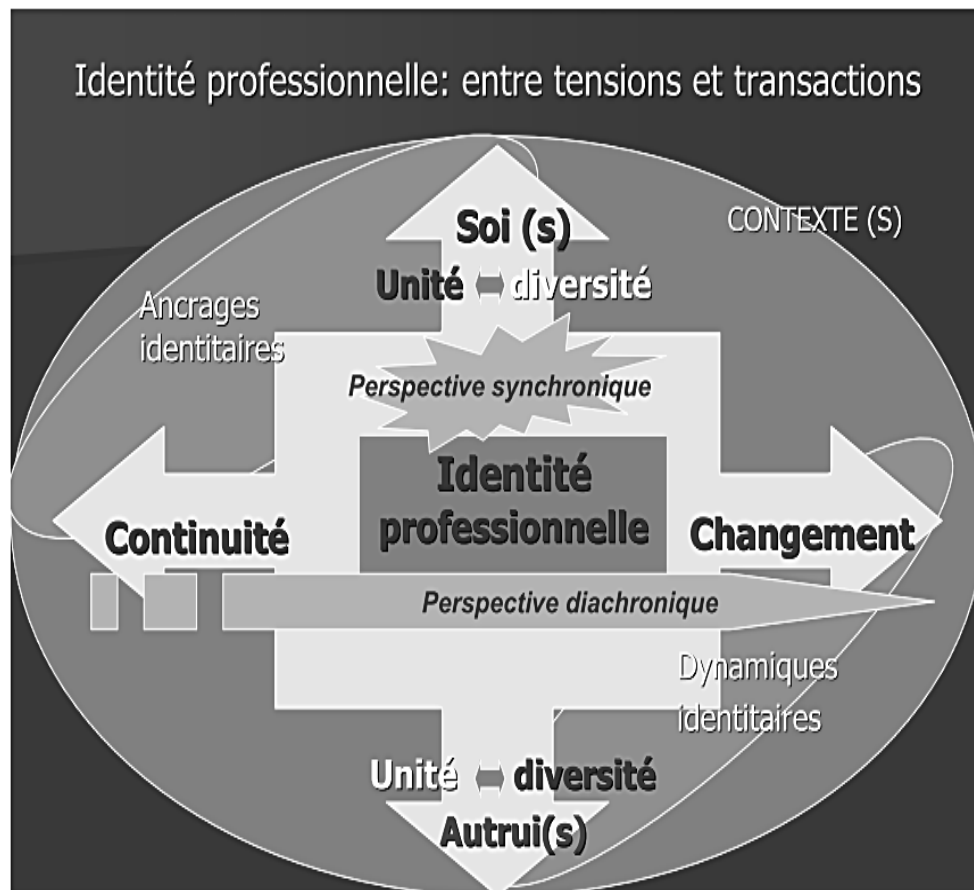 Identité professionnelle: entre tensions et transactions
Soi (s)
CONTEXTE (S)
Unité diversité
Ancrages
identitaires
Perspective synchronique
Identité
professionnelle
Continuité
Changement
Perspective diachronique
Dynamiques
identitaires
Unité diversité
Autrui(s)